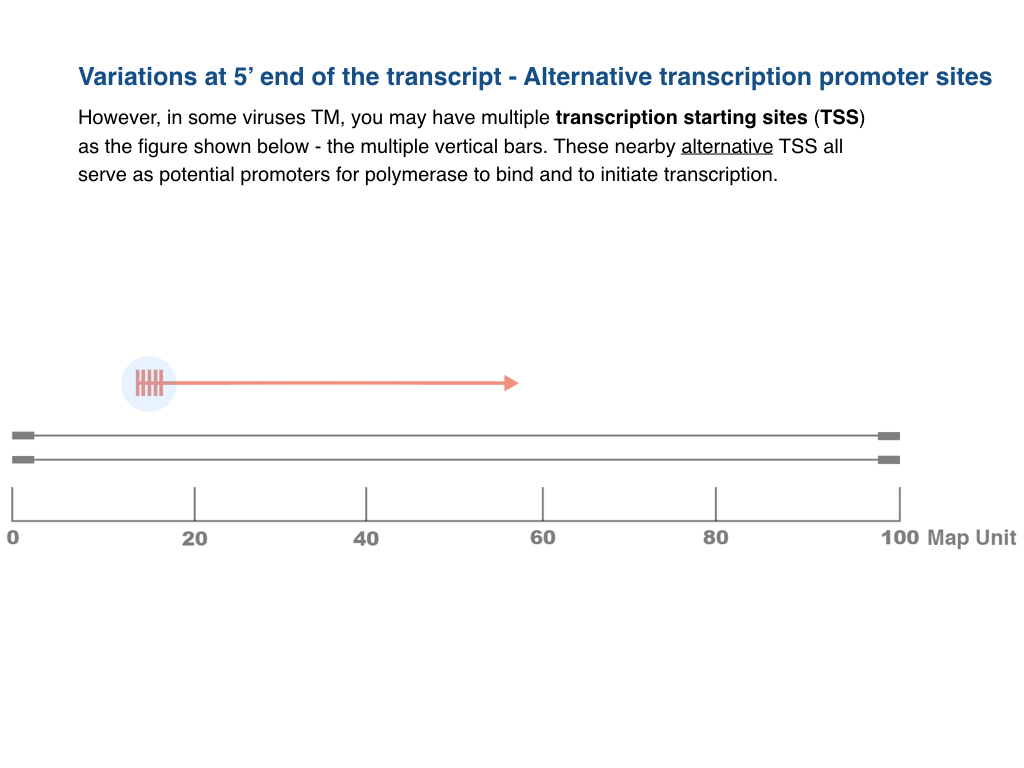 Variations at 5’ end of the transcript - Alternative transcription promoter sites
However, in some viruses TM, you may have multiple transcription starting sites (TSS)
as the figure shown below - the multiple vertical bars. These nearby alternative TSS all
serve as potential promoters for polymerase to bind and to initiate transcription.
0 20 40 60 80 100 Map Unit